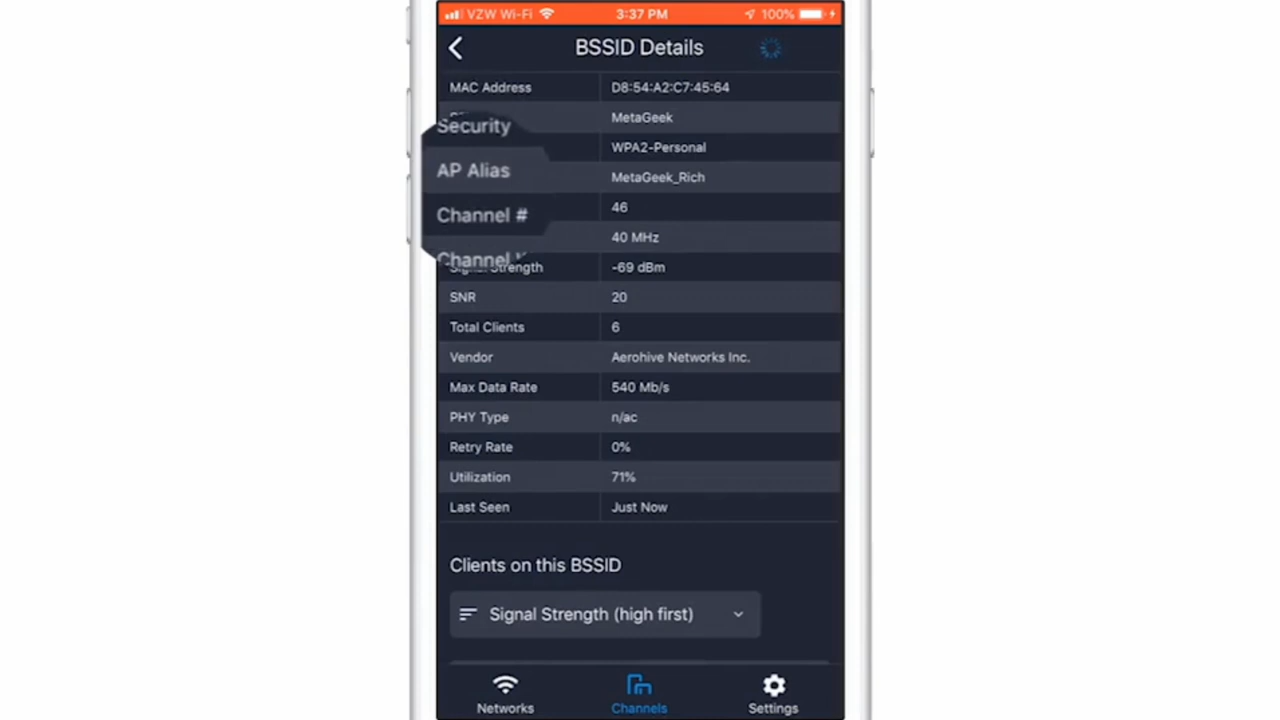 VZW Wi-Fi 3:37 PM 100%
BSSID Details
MAC Address D8:54:A2:C7:45:64
MetaGeek
Security WPA2-Personal
AP Alias MetaGeek_Rich
Channel # 46
Channel 40 MHz
Signal Strength -69 dBm
SNR 20
Total Clients 6
Vendor Aerohive Networks Inc.
Max Data Rate 540 Mb/s
PHY Type n/ac
Retry Rate 0%
Utilization 71%
Last Seen Just Now
Clients on this BSSID
Signal Strength (high first)
Networks Channels Settings